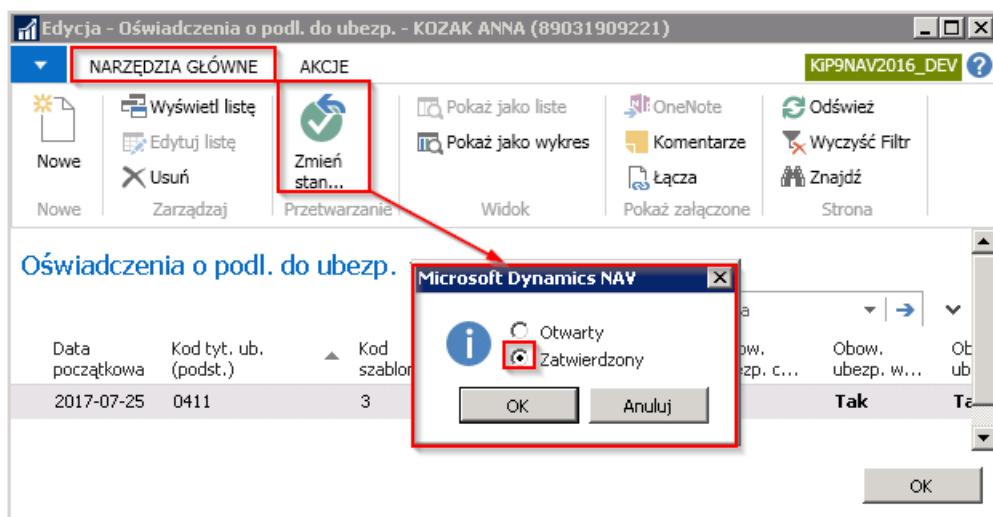 Edycja - Oświadczenia o podl. do ubezp. - KOZAK ANNA (89031909221)
NARZĘDZIA GŁÓWNE AKCJE KiP9NAV2016_DEV
Nowe
Wyświetl listę
Edytuj listę
Usuń
Zmień
stan...
Pokaż jako liste
Pokaż jako wykres
OneNote
Komentarze
Łącza
Odśwież
Wyczyść Filtr
Znajdź
Nowe Zarządzaj Przetwarzanie Widok Pokaż załączone Strona
Oświadczenia o podl. do ubezp.
Microsoft Dynamics NAV
Otwarty
Zatwierdzony
OK Anuluj
Data
początkowa
Kod tyt. ub.
(podst.)
Kod
Obow.
ubezp. w...
2017-07-25 0411 3 Tak
OK